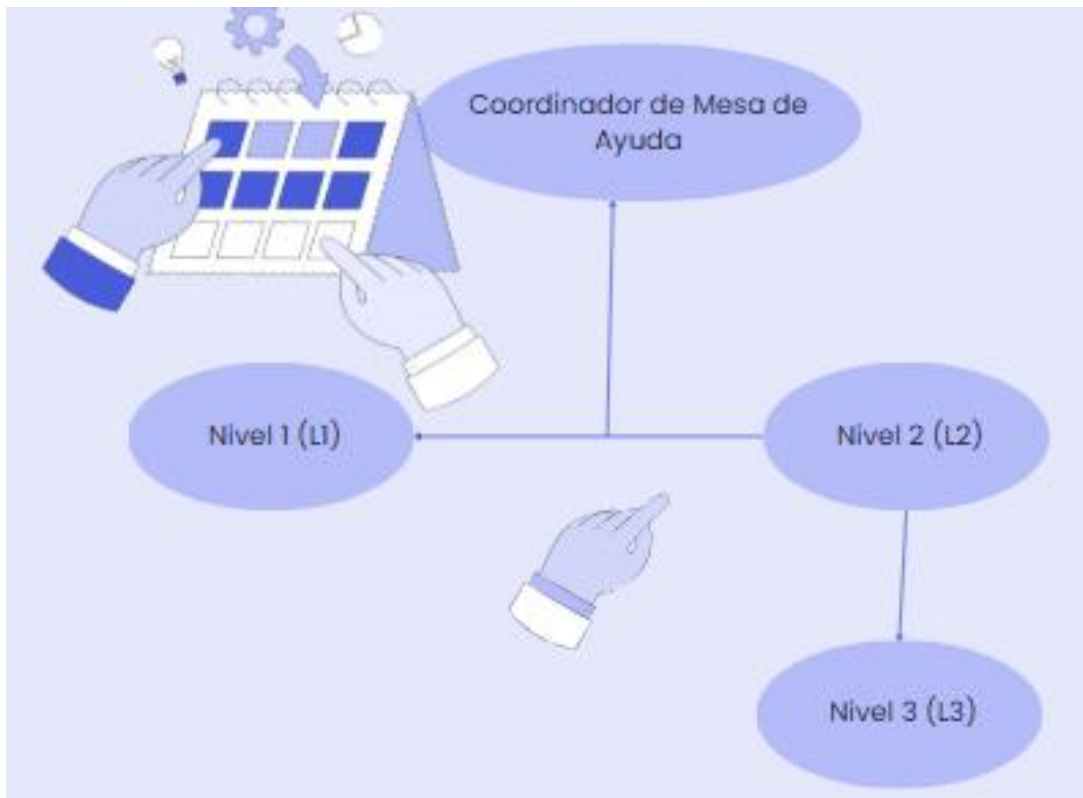 Coordinador de Mesa de
Ayuda
Nivel 1 (L1)
Nivel 2 (L2)
Nivel 3 (L3)